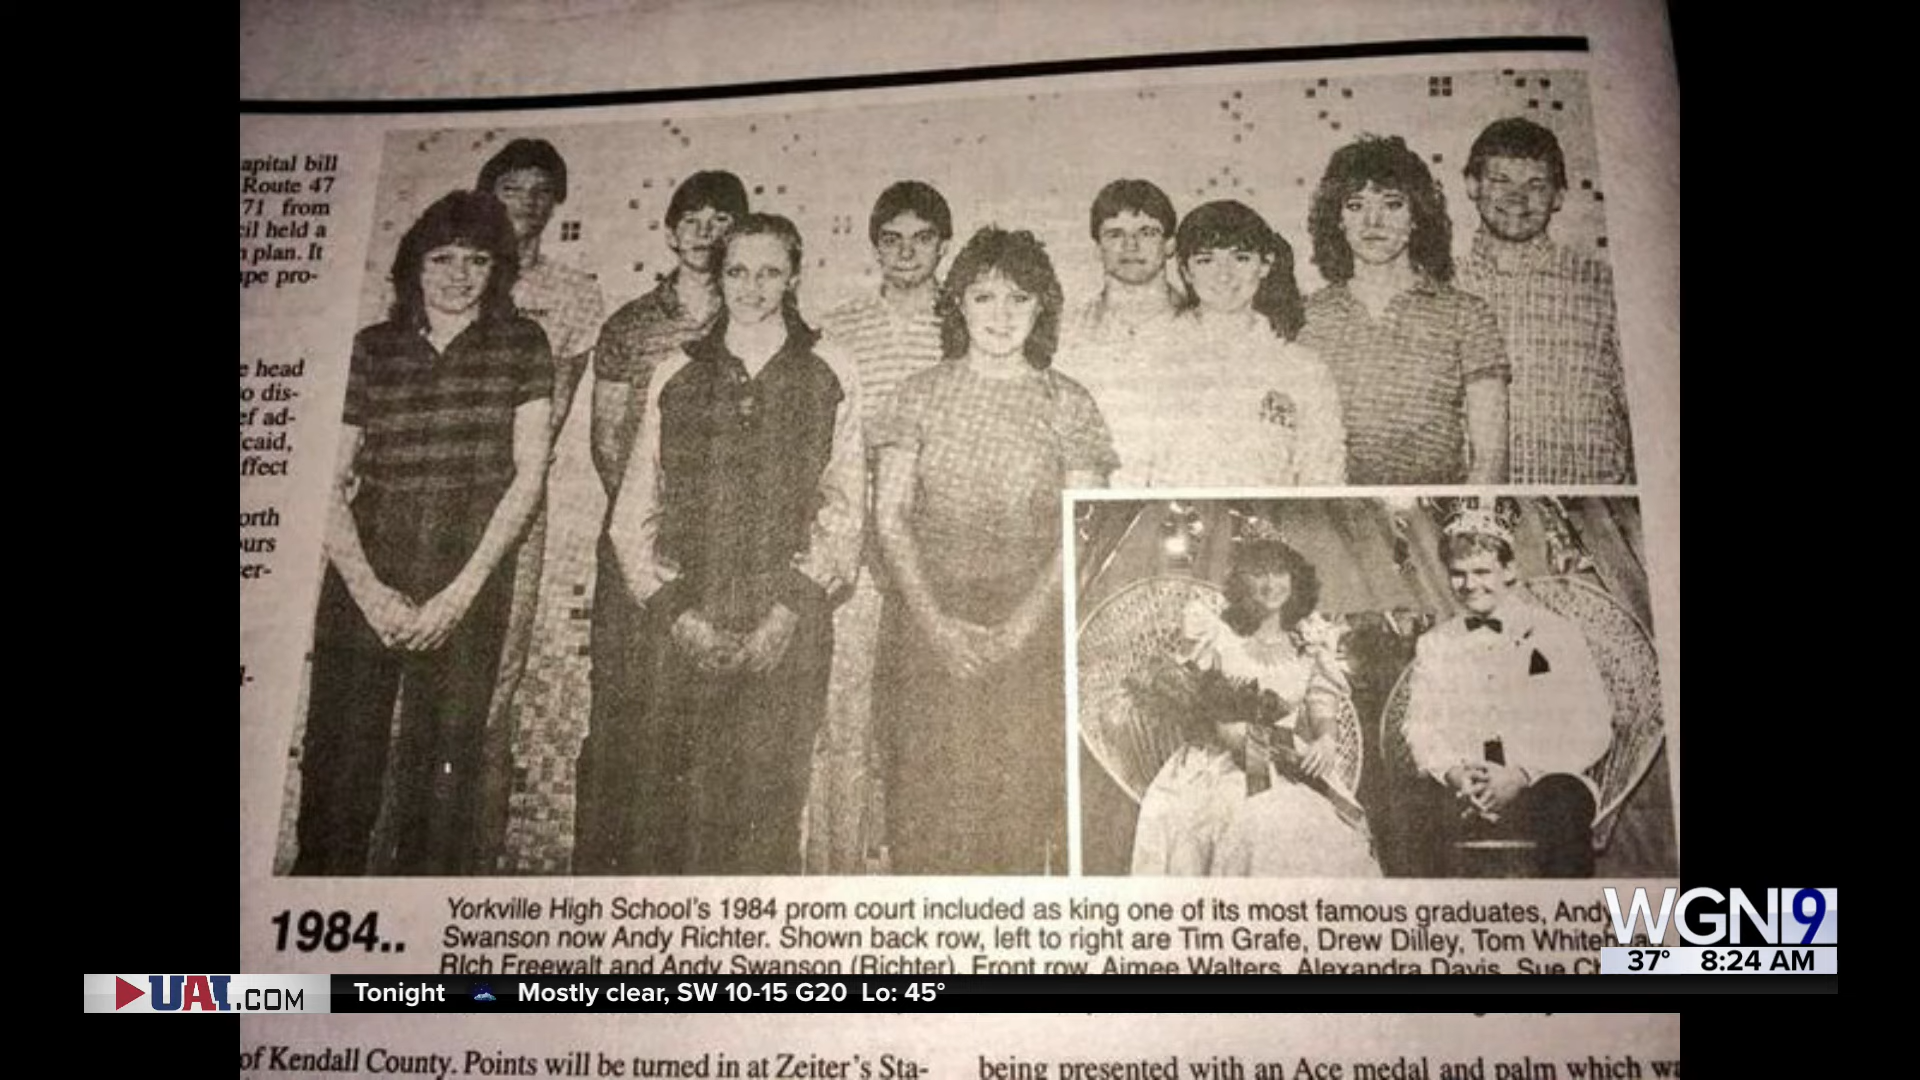 apital bill
Route 47
71 from
cil held a
n plan. It
ape pro-
e head
o dis-
ef ad-
caid,
ffect
orth
ours
er-
l-
1984..
Yorkville High School's 1984 prom court included as king one of its most famous graduates, Andy
Swanson now Andy Richter. Shown back row, left to right are Tim Grafe, Drew Dilley, Tom
RIch Freewalt and Andy Swanson (Richter). Front row, Aimee Walters, Alexandra Davis, Sue
WGN9
37° 8:24 AM
UAI.COM
Tonight Mostly clear, SW 10-15 G20 Lo: 45°
of Kendall County. Points will be turned in at Zeiter's Sta-
being presented with an Ace medal and palm which